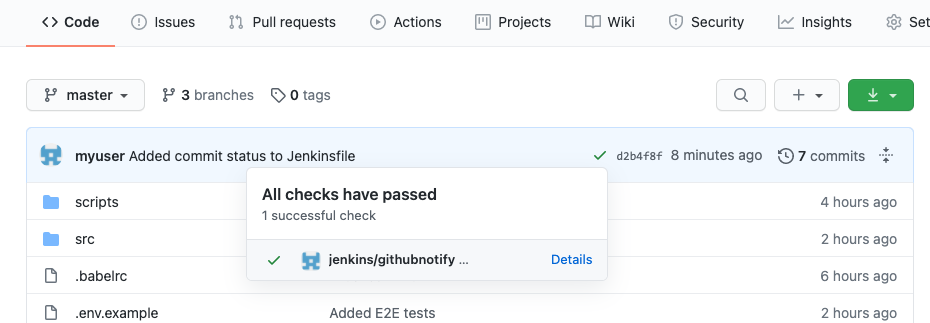 Code Issues Pull requests Actions Projects Wiki Security Insights Set
master 3 branches 0 tags
myuser Added commit status to Jenkinsfile d2b4f8f 8 minutes ago 7 commits
All checks have passed
1 successful check
jenkins/githubnotify ... Details
scripts 4 hours ago
src 2 hours ago
.babelrc 6 hours ago
.env.example Added E2E tests 2 hours ago